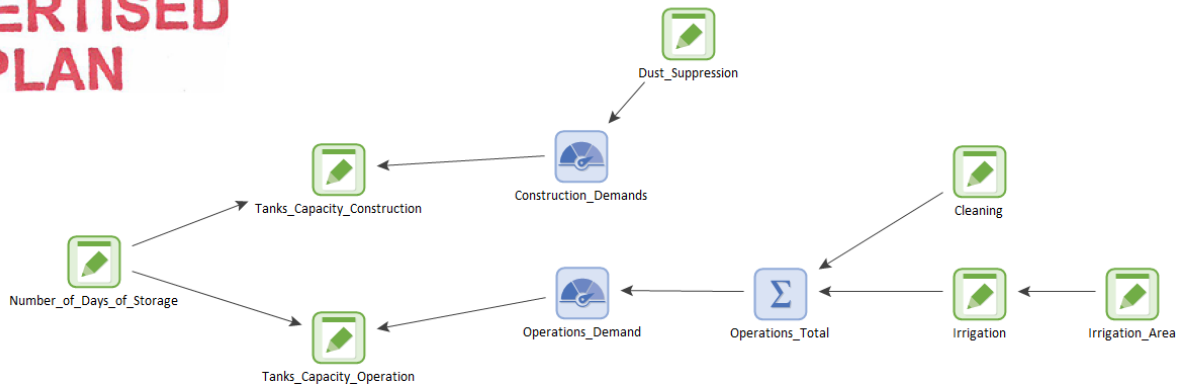 ERTISED
PLAN
Dust_Suppression
Construction_Demands
Tanks_Capacity_Construction
Cleaning
Number_of_Days_of_Storage
Operations_Demand
Σ
Operations_Total
Irrigation
Irrigation_Area
Tanks_Capacity_Operation